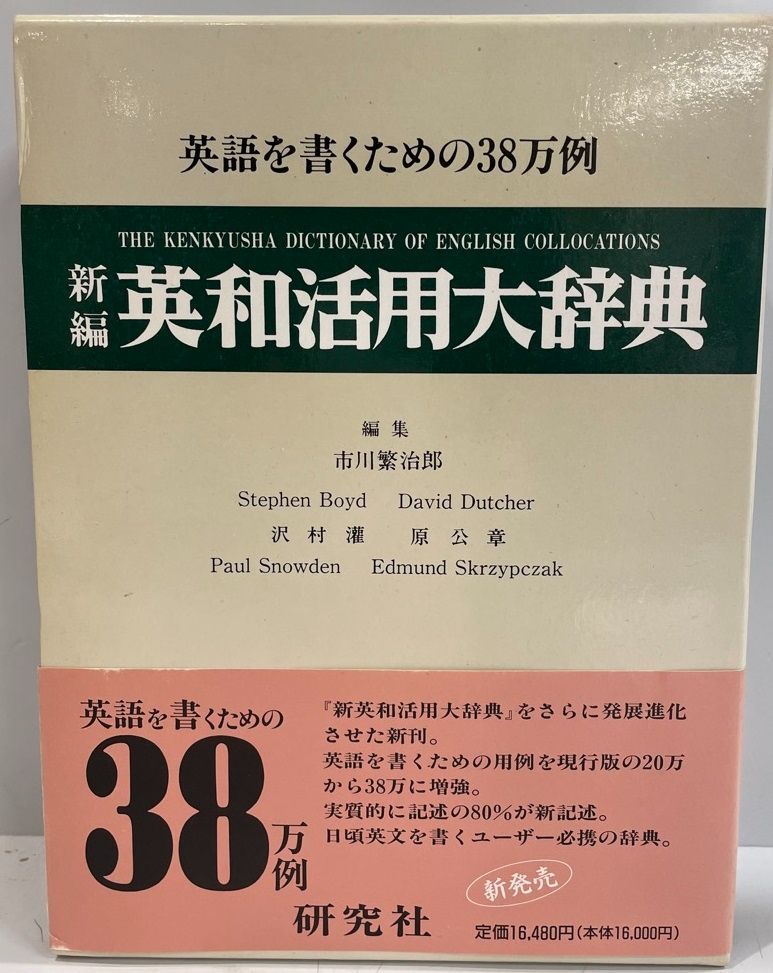 英語を書くための38万例
THE KENKYUSHA DICTIONARY OF ENGLISH COLLOCATIONS
新編 英和活用大辞典
編集
市川繁治郎
Stephen Boyd David Dutcher
沢村灌 原公章
Paul Snowden Edmund Skrzypczak
英語を書くための
38万例
『新英和活用大辞典』をさらに発展進化
させた新刊。
英語を書くための用例を現行版の20万
から38万に増強。
実質的に記述の80%が新記述。
日頃英文を書くユーザー必携の辞典。
新発売
研究社
定価16,480円(本体16,000円)